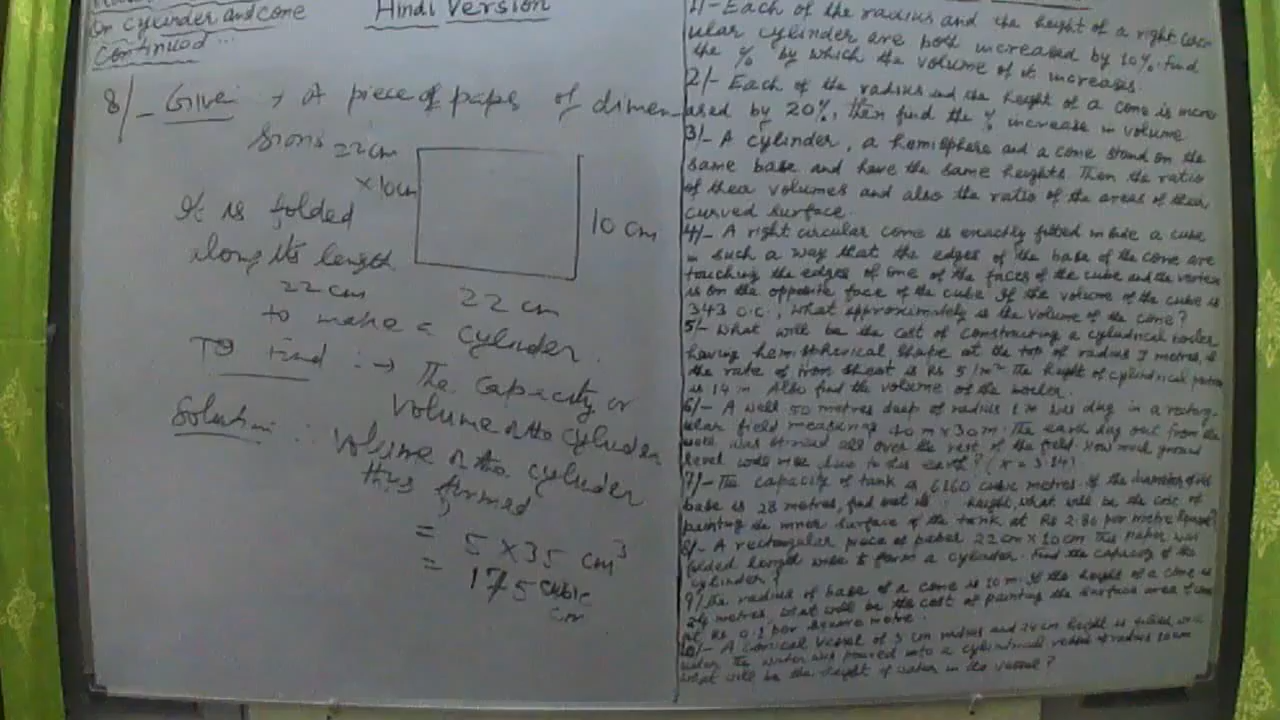 On cylinder and cone
Continued ...
Hindi Version
8/- Given → A piece of paper of dimen-
sions 22 cm
× 10 cm
10 cm
22 cm
It is folded
along its length
22 cm
to make a cylinder.
To Find :→ The capacity or
volume of the cylinder
Solution :
Volume of the cylinder
thus formed
= 5 × 35 cm³
= 175 cubic
cm
1/- Each of the radius and the height of a right circ-
ular cylinder are both increased by 10%. find
the % by which the volume of it increases.
2/- Each of the radius and the height of a cone is incre-
ased by 20%, then find the % increase in volume
3/- A cylinder, a hemisphere and a cone stand on the
same base and have the same heights. Then the ratio
of their volumes and also the ratio of the areas of their
curved surface.
4/- A right circular cone is exactly fitted inside a cube
in such a way that the edges of the base of the cone are
touching the edges of one of the faces of the cube and the vertex
is on the opposite face of the cube. If the volume of the cube is
343 c.c., what approximately is the volume of the cone?
5/- What will be the cost of constructing a cylindrical
having hemispherical shape at the top of radius 7 metres, if
the rate of iron sheet is Rs 5/m² The height of cylindrical portion
is 14 m. Also find the volume of the
6/- A well 50 metres deep of radius 1 m was dug in a rectang-
ular field measuring 40 m × 30 m. The earth dug out from the
well was all over the rest of the field. How much ground
level will rise due to this earth? (π = 3.14)
7/- The capacity of tank is 6160 cubic metres. If the diameter of its
base is 28 metres, find out its height, what will be the cost of
painting the inner surface of the tank at Rs 2.80 per metre square?
8/- A rectangular piece of paper 22 cm × 10 cm. This paper was
folded length wise to form a cylinder. Find the capacity of the
cylinder?
9/- The radius of base of a cone is 10 m. If the height of a cone is
24 metres, what will be the cost of painting the surface area of cone
at Rs 0.1 per square metre.
10/- A conical vessel of 5 cm radius and 24 cm height is filled with
water. The water was poured into a cylindrical vessel of radius 10 cm
what will be the height of water in the vessel?